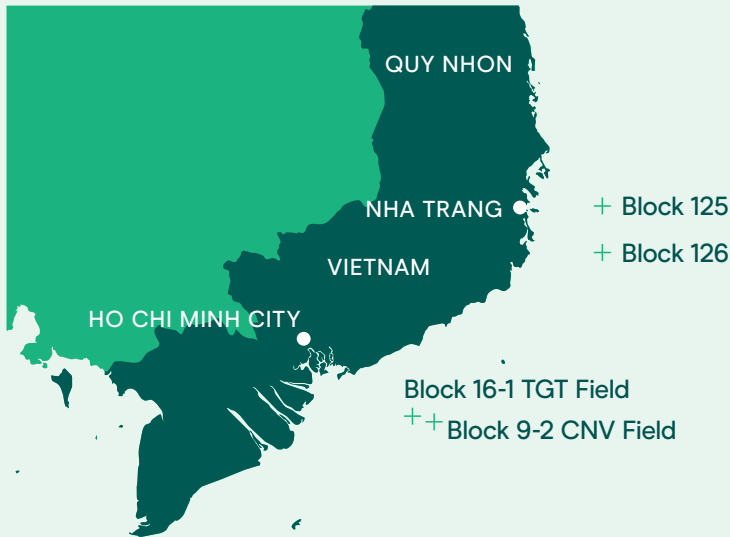 QUY NHON
NHA TRANG
Block 125
Block 126
VIETNAM
HO CHI MINH CITY
Block 16-1 TGT Field
Block 9-2 CNV Field